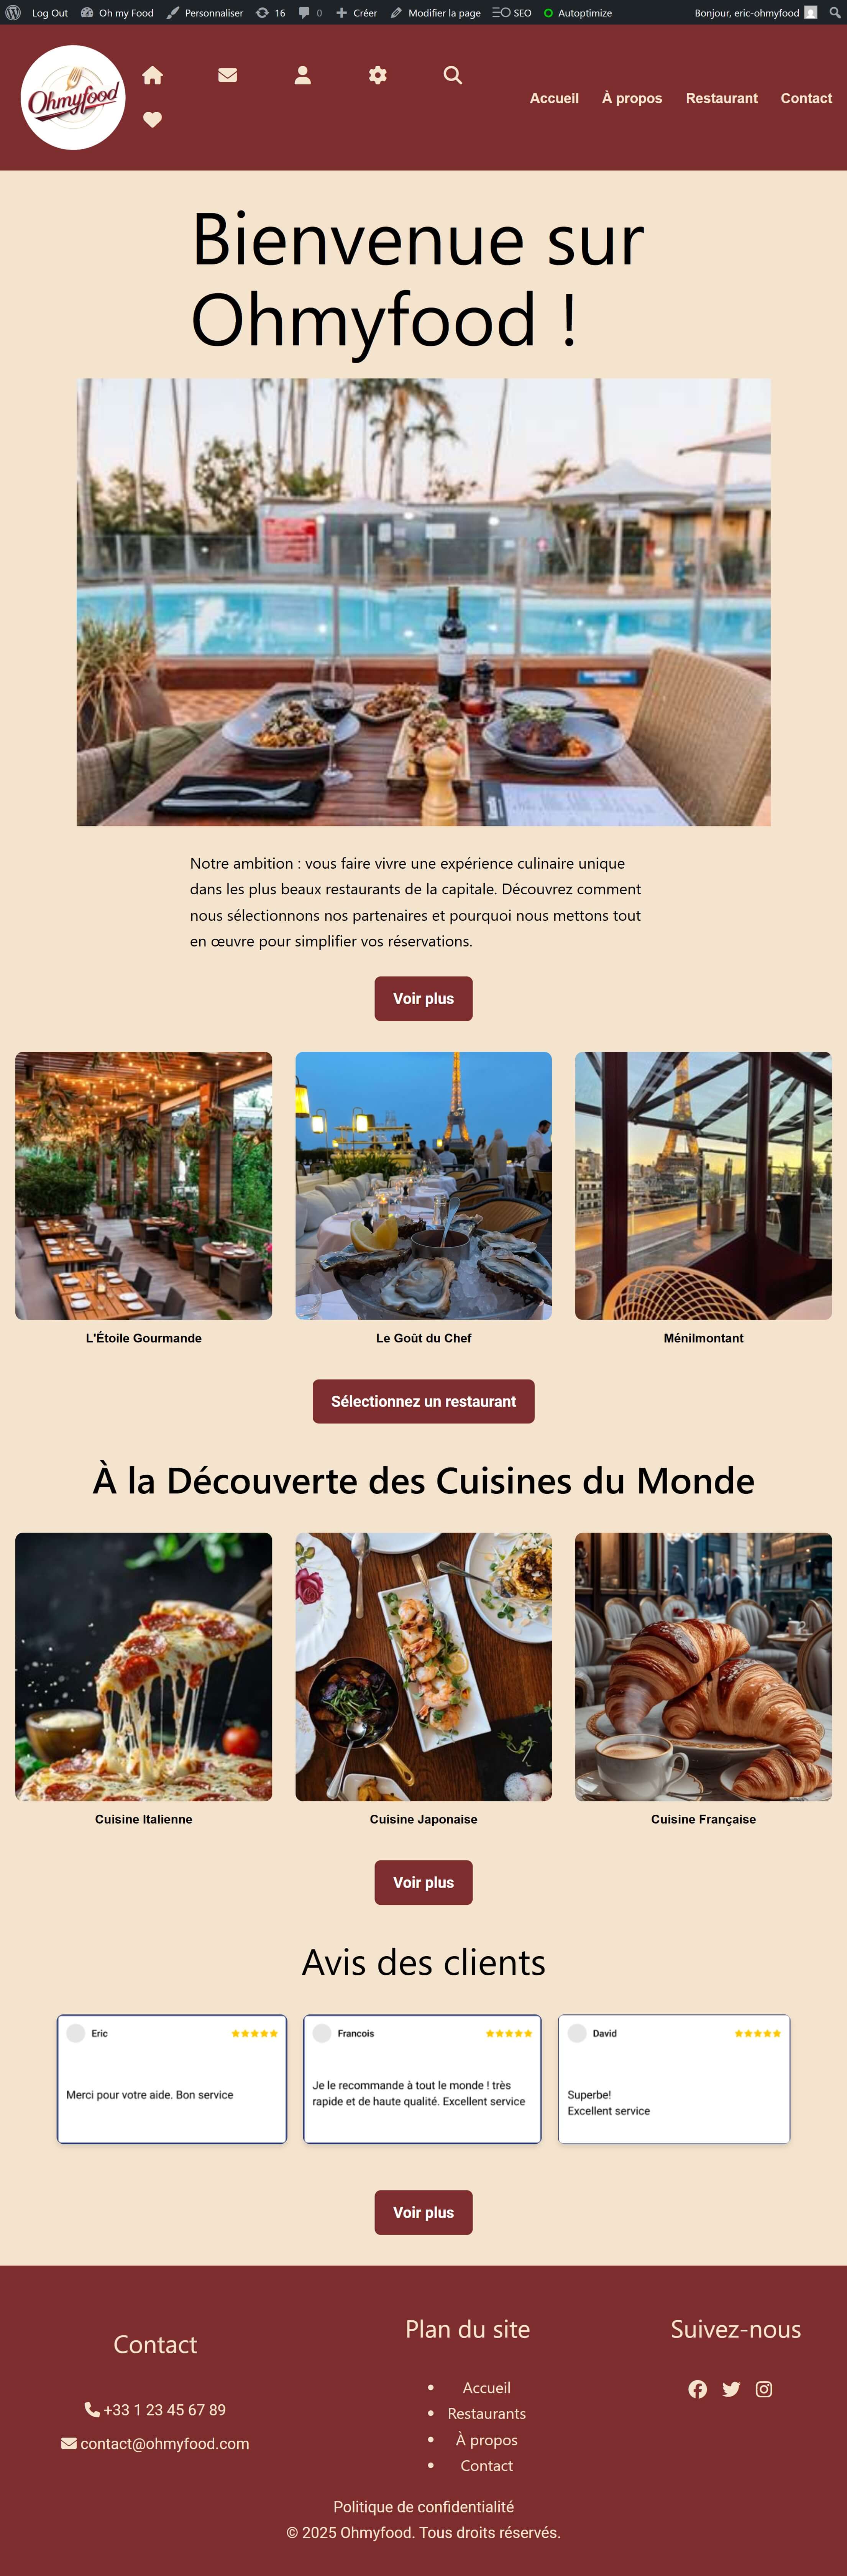 Log Out Oh my Food Personnaliser 16 0 Créer Modifier la page SEO Autoptimize Bonjour, eric-ohmyfood
Ohmyfood
Accueil À propos Restaurant Contact
Bienvenue sur
Ohmyfood !
Notre ambition : vous faire vivre une expérience culinaire unique
dans les plus beaux restaurants de la capitale. Découvrez comment
nous sélectionnons nos partenaires et pourquoi nous mettons tout
en œuvre pour simplifier vos réservations.
Voir plus
L'Étoile Gourmande Le Goût du Chef Ménilmontant
Sélectionnez un restaurant
À la Découverte des Cuisines du Monde
Cuisine Italienne Cuisine Japonaise Cuisine Française
Voir plus
Avis des clients
Eric
Merci pour votre aide. Bon service
Francois
Je le recommande à tout le monde ! très
rapide et de haute qualité. Excellent service
David
Superbe!
Excellent service
Voir plus
Contact
+33 1 23 45 67 89
contact@ohmyfood.com
Plan du site
• Accueil
• Restaurants
• À propos
• Contact
Suivez-nous
Politique de confidentialité
© 2025 Ohmyfood. Tous droits réservés.